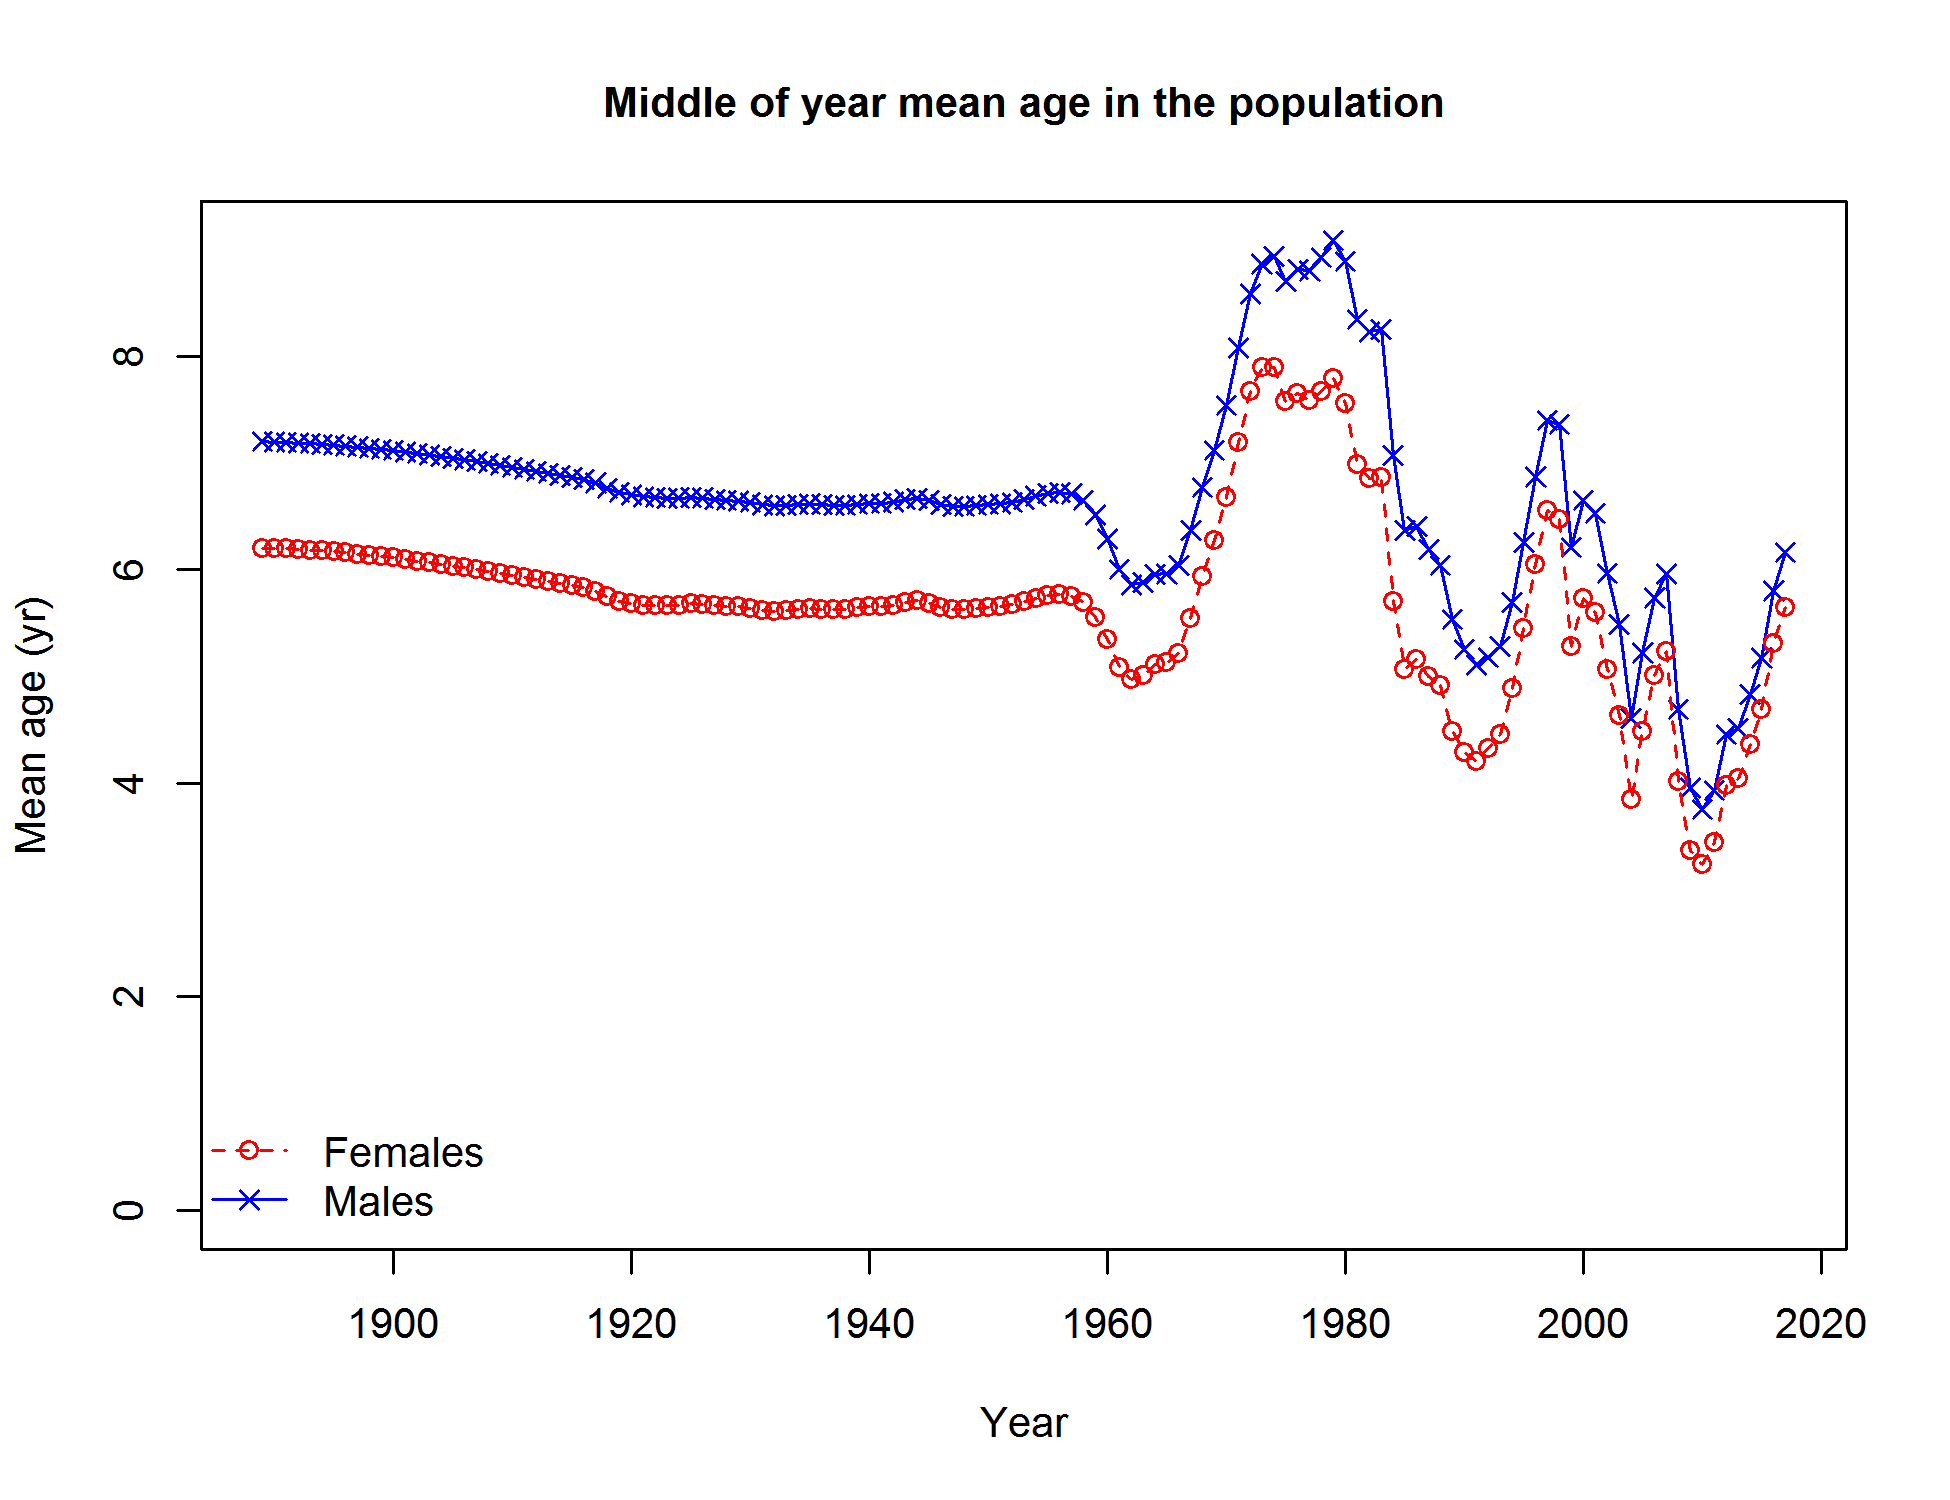 Middle of year mean age in the population
Mean age (yr)
8
6
4
2
0
Females
Males
1900 1920 1940 1960 1980 2000 2020
Year